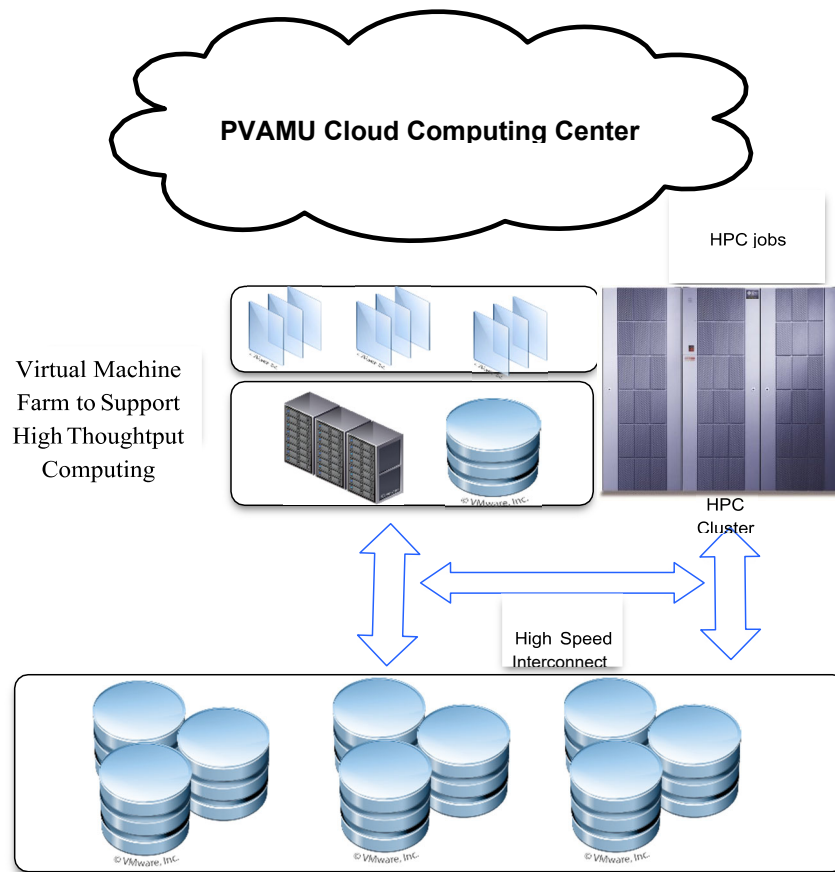 PVAMU Cloud Computing Center
HPC jobs
Virtual Machine
Farm to Support
High Thoughtput
Computing
© VMware, Inc.
HPC
Cluster
High Speed
Interconnect
© VMware, Inc.
© VMware, Inc.
© VMware, Inc.